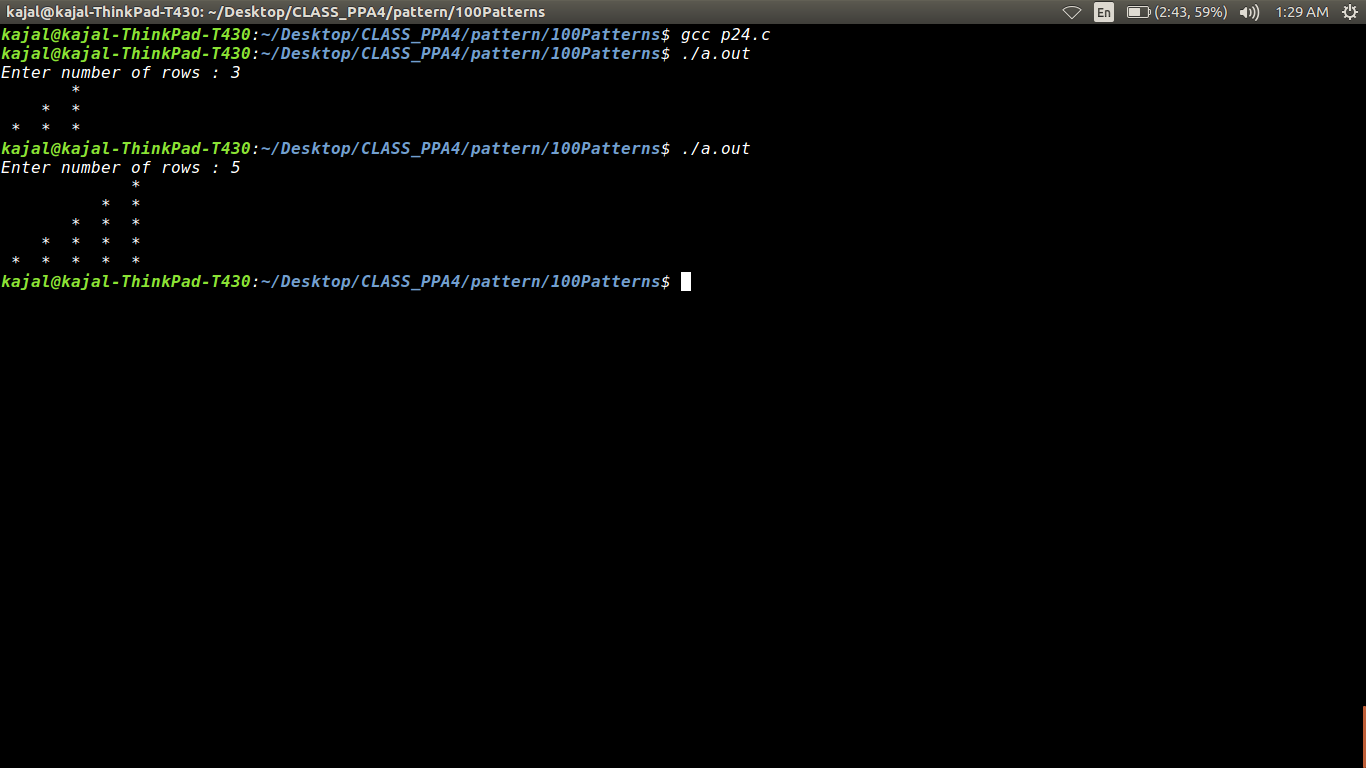 kajal@kajal-ThinkPad-T430: ~/Desktop/CLASS_PPA4/pattern/100Patterns En (2:43, 59%) 1:29 AM
kajal@kajal-ThinkPad-T430:~/Desktop/CLASS_PPA4/pattern/100Patterns$ gcc p24.c
kajal@kajal-ThinkPad-T430:~/Desktop/CLASS_PPA4/pattern/100Patterns$ ./a.out
Enter number of rows : 3
       *
    *  *
 *  *  *
kajal@kajal-ThinkPad-T430:~/Desktop/CLASS_PPA4/pattern/100Patterns$ ./a.out
Enter number of rows : 5
             *
          *  *
       *  *  *
    *  *  *  *
 *  *  *  *  *
kajal@kajal-ThinkPad-T430:~/Desktop/CLASS_PPA4/pattern/100Patterns$